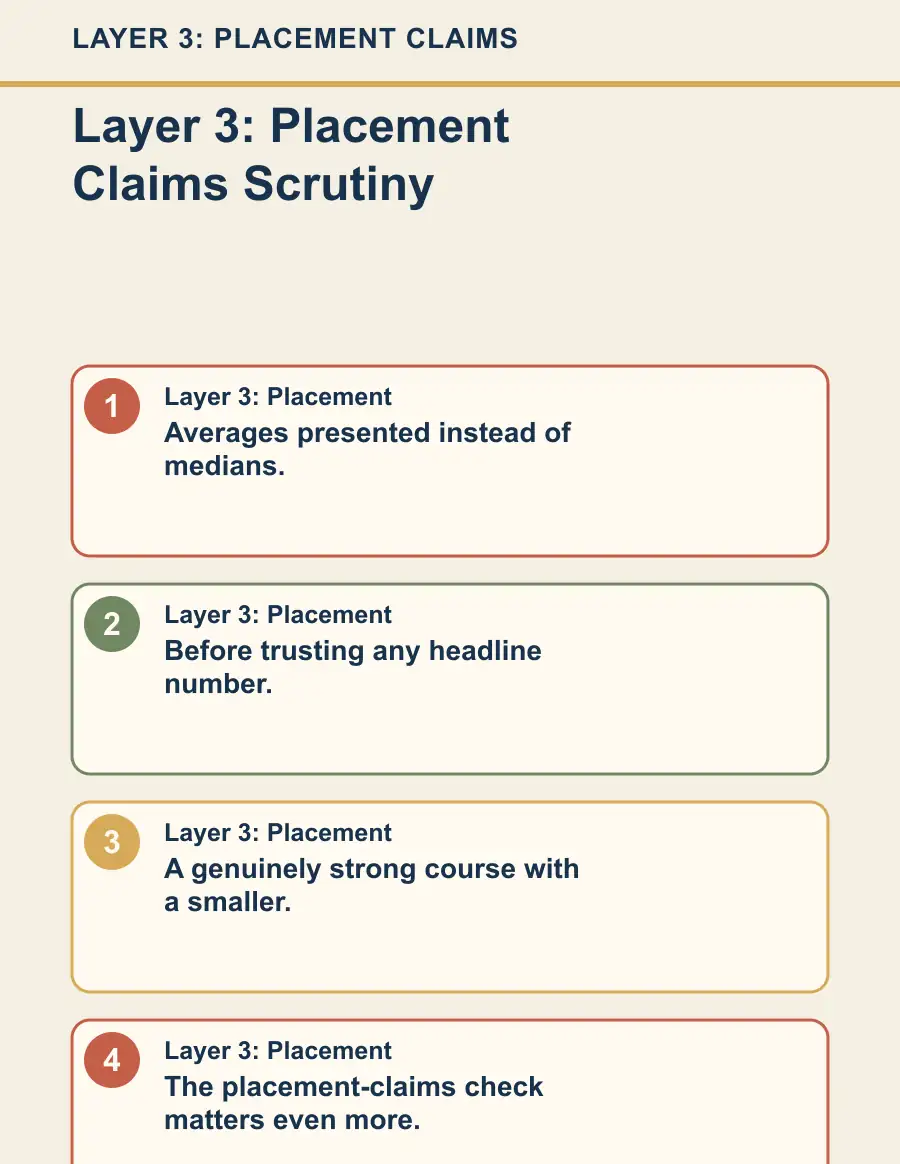 LAYER 3: PLACEMENT CLAIMS
Layer 3: Placement
Claims Scrutiny
1
Layer 3: Placement
Averages presented instead of
medians.
2
Layer 3: Placement
Before trusting any headline
number.
3
Layer 3: Placement
A genuinely strong course with
a smaller.
4
Layer 3: Placement
The placement-claims check
matters even more.